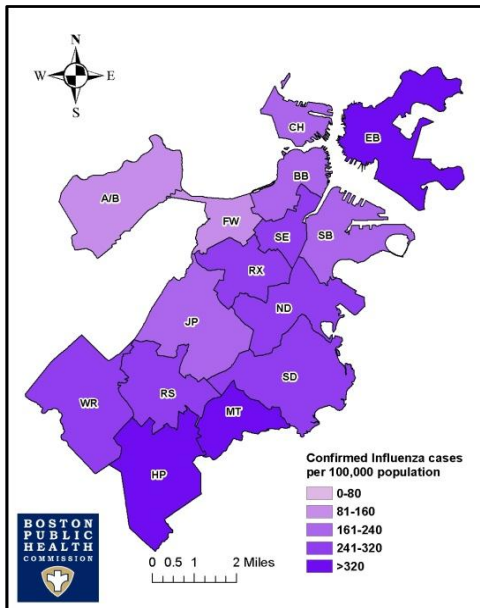 N
W E
S
CH
EB
BB
A/B
FW
SE
SB
RX
ND
JP
SD
WR
RS
MT
HP
Confirmed Influenza cases
per 100,000 population
0-80
81-160
161-240
241-320
>320
BOSTON
PUBLIC
HEALTH
COMMISSION
0 0.5 1 2 Miles